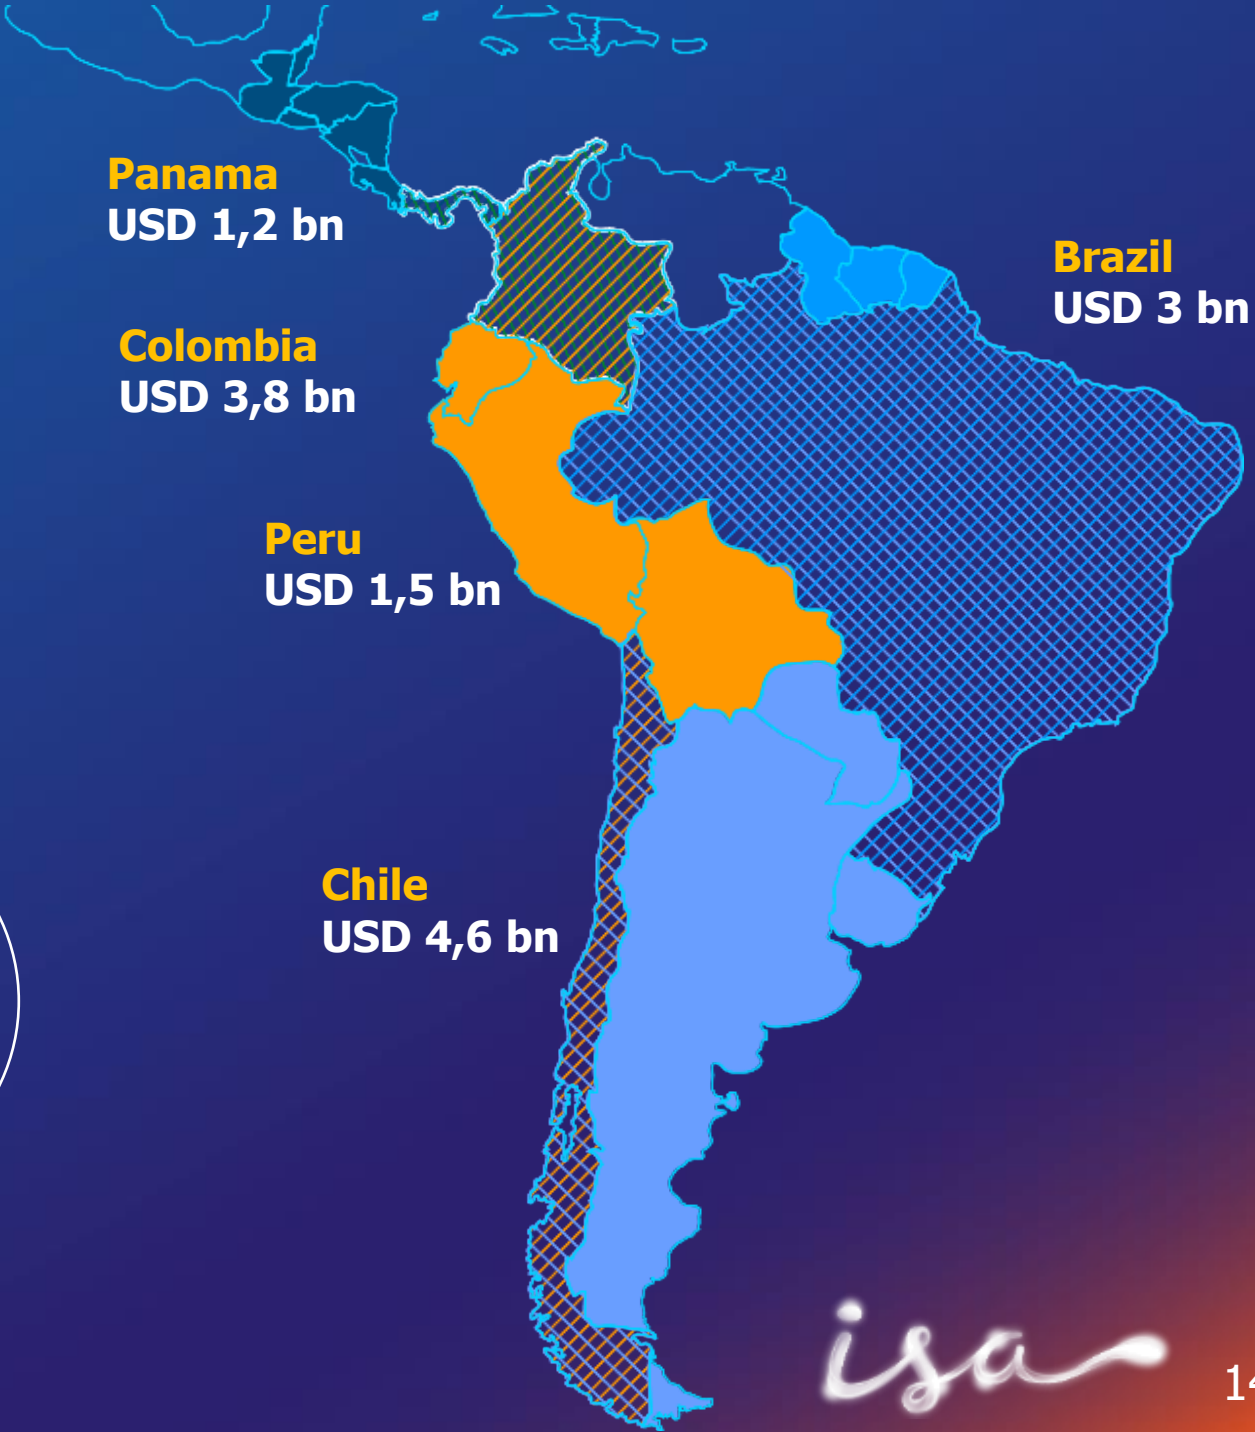 Panama
USD 1,2 bn
Brazil
USD 3 bn
Colombia
USD 3,8 bn
Peru
USD 1,5 bn
Chile
USD 4,6 bn
isa